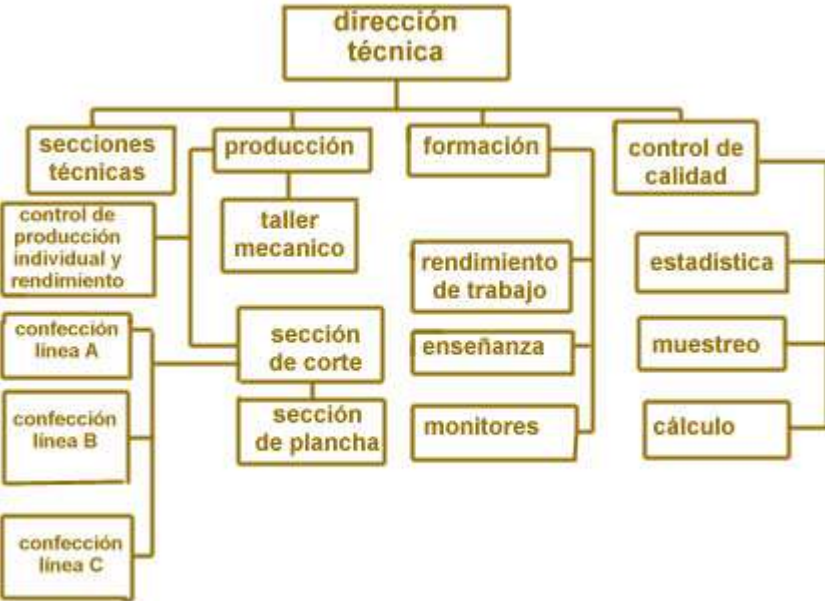 dirección
técnica
secciones
técnicas
producción
formación
control de
calidad
control de
producción
individual y
rendimiento
taller
mecanico
rendimiento
de trabajo
estadística
confección
línea A
sección
de corte
enseñanza
muestreo
confección
línea B
sección
de plancha
monitores
cálculo
confección
línea C